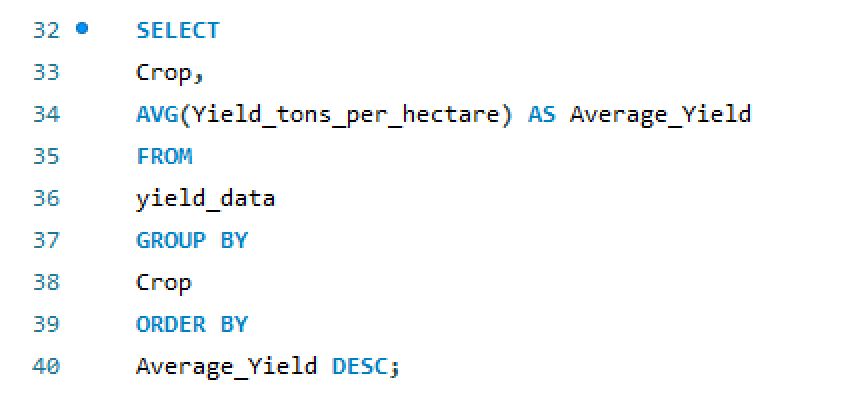 32 SELECT
33 Crop,
34 AVG(Yield_tons_per_hectare) AS Average_Yield
35 FROM
36 yield_data
37 GROUP BY
38 Crop
39 ORDER BY
40 Average_Yield DESC;